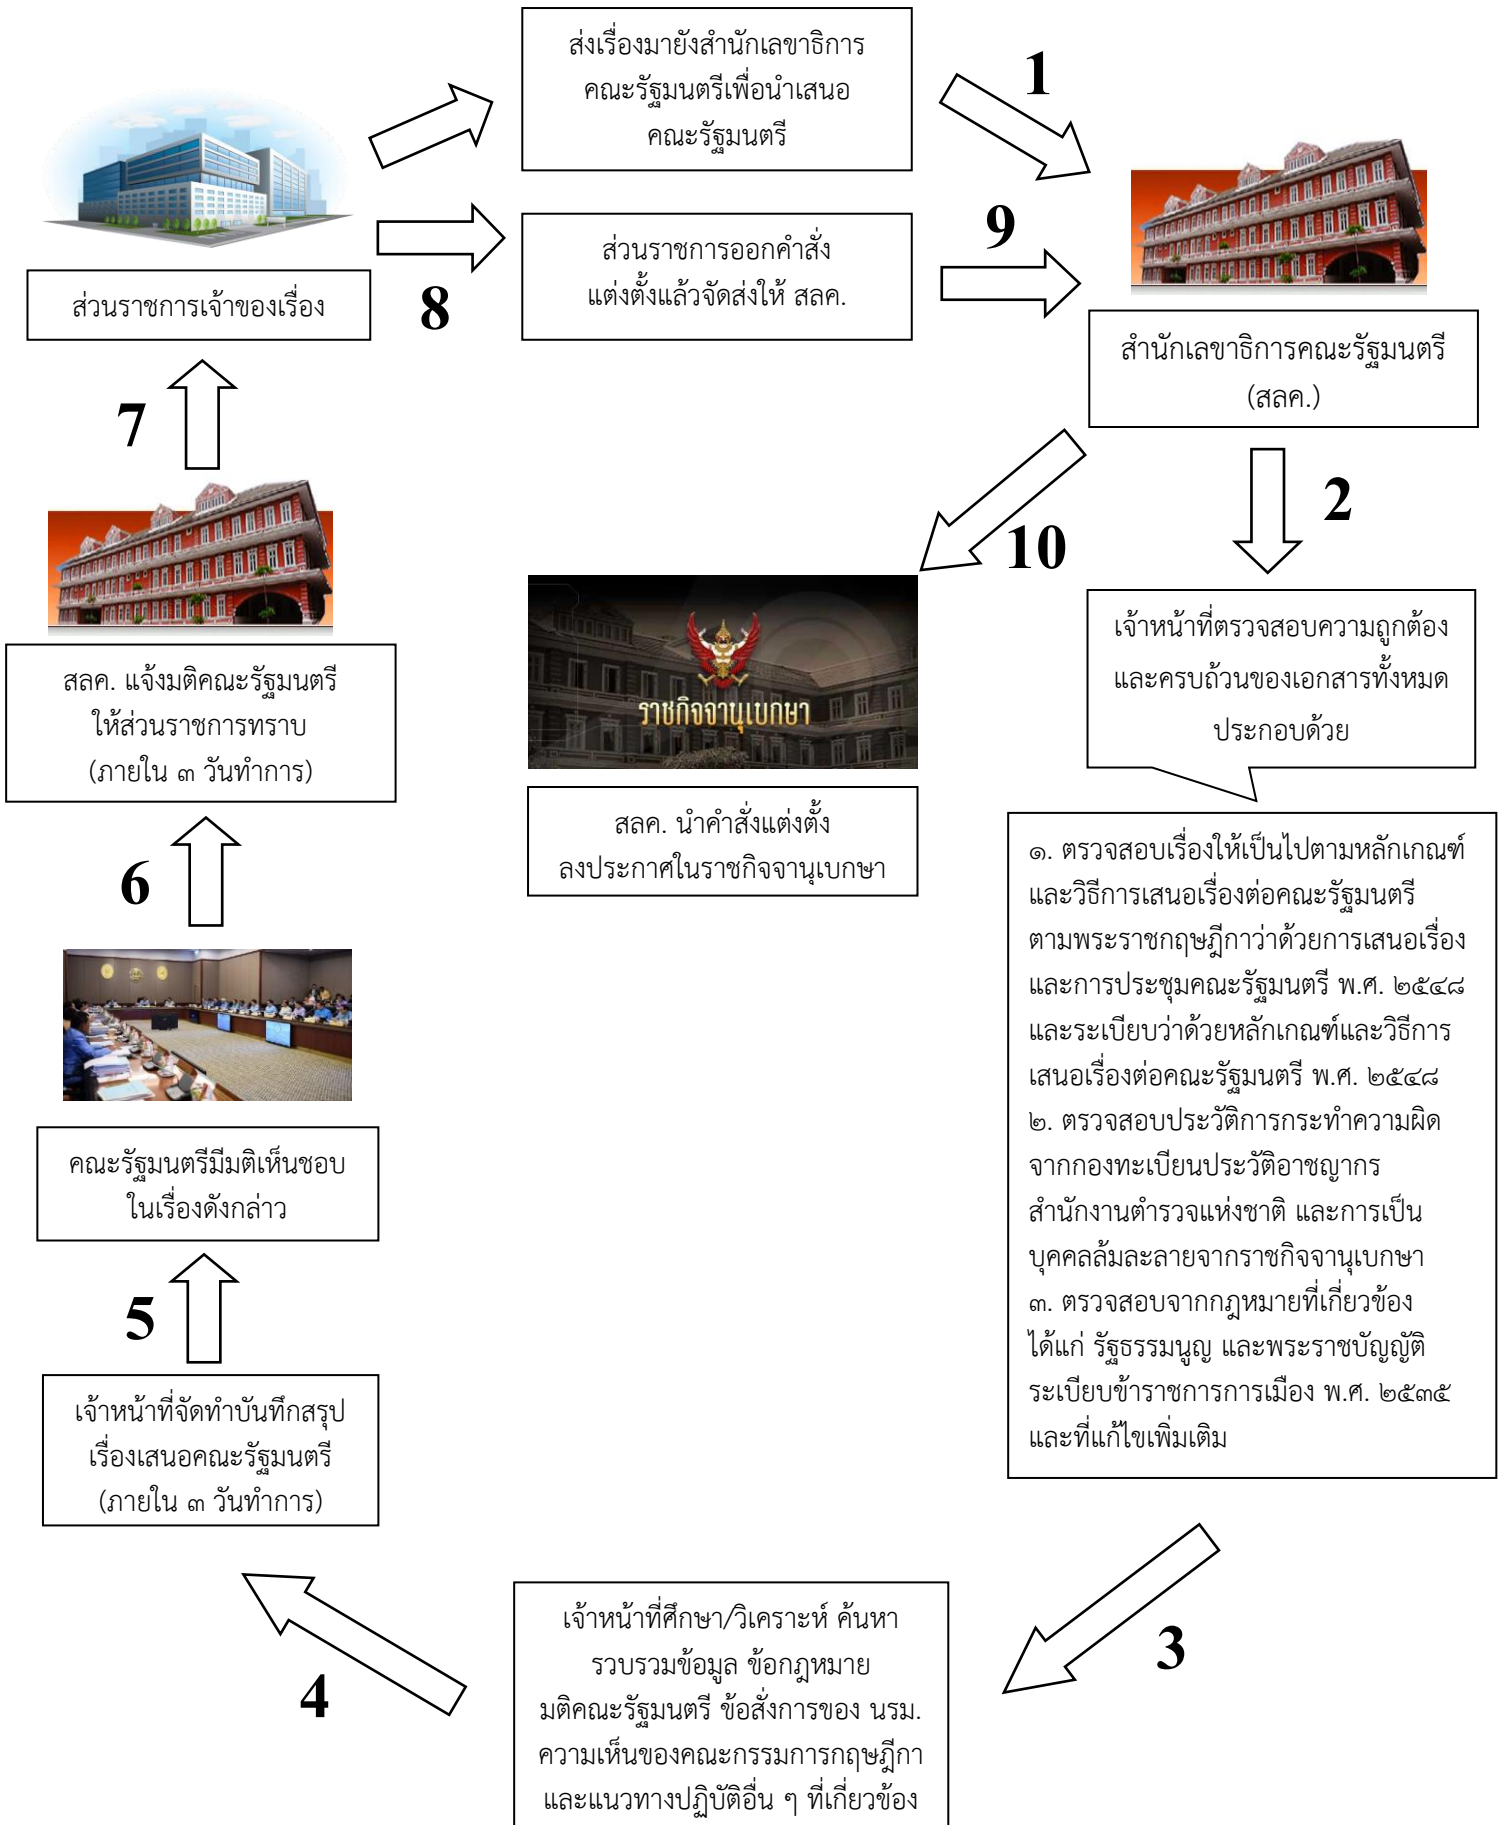 ส่งเรื่องมายังสำนักเลขาธิการ
คณะรัฐมนตรีเพื่อนำเสนอ
คณะรัฐมนตรี
1
ส่วนราชการเจ้าของเรื่อง
8
ส่วนราชการออกคำสั่ง
แต่งตั้งแล้วจัดส่งให้ สลค.
9
สำนักเลขาธิการคณะรัฐมนตรี
(สลค.)
7
2
10
สลค. แจ้งมติคณะรัฐมนตรี
ให้ส่วนราชการทราบ
(ภายใน ๓ วันทำการ)
ราชกิจจานุเบกษา
สลค. นำคำสั่งแต่งตั้ง
ลงประกาศในราชกิจจานุเบกษา
เจ้าหน้าที่ตรวจสอบความถูกต้อง
และครบถ้วนของเอกสารทั้งหมด
ประกอบด้วย
๑. ตรวจสอบเรื่องให้เป็นไปตามหลักเกณฑ์
และวิธีการเสนอเรื่องต่อคณะรัฐมนตรี
ตามพระราชกฤษฎีกาว่าด้วยการเสนอเรื่อง
และการประชุมคณะรัฐมนตรี พ.ศ. ๒๕๔๘
และระเบียบว่าด้วยหลักเกณฑ์และวิธีการ
เสนอเรื่องต่อคณะรัฐมนตรี พ.ศ. ๒๕๔๘
๒. ตรวจสอบประวัติการกระทำความผิด
จากกองทะเบียนประวัติอาชญากร
สำนักงานตำรวจแห่งชาติ และการเป็น
บุคคลล้มละลายจากราชกิจจานุเบกษา
๓. ตรวจสอบจากกฎหมายที่เกี่ยวข้อง
ได้แก่ รัฐธรรมนูญ และพระราชบัญญัติ
ระเบียบข้าราชการการเมือง พ.ศ. ๒๕๓๕
และที่แก้ไขเพิ่มเติม
6
คณะรัฐมนตรีมีมติเห็นชอบ
ในเรื่องดังกล่าว
5
เจ้าหน้าที่จัดทำบันทึกสรุป
เรื่องเสนอคณะรัฐมนตรี
(ภายใน ๓ วันทำการ)
4
เจ้าหน้าที่ศึกษา/วิเคราะห์ ค้นหา
รวบรวมข้อมูล ข้อกฎหมาย
มติคณะรัฐมนตรี ข้อสั่งการของ นรม.
ความเห็นของคณะกรรมการกฤษฎีกา
และแนวทางปฏิบัติอื่น ๆ ที่เกี่ยวข้อง
3